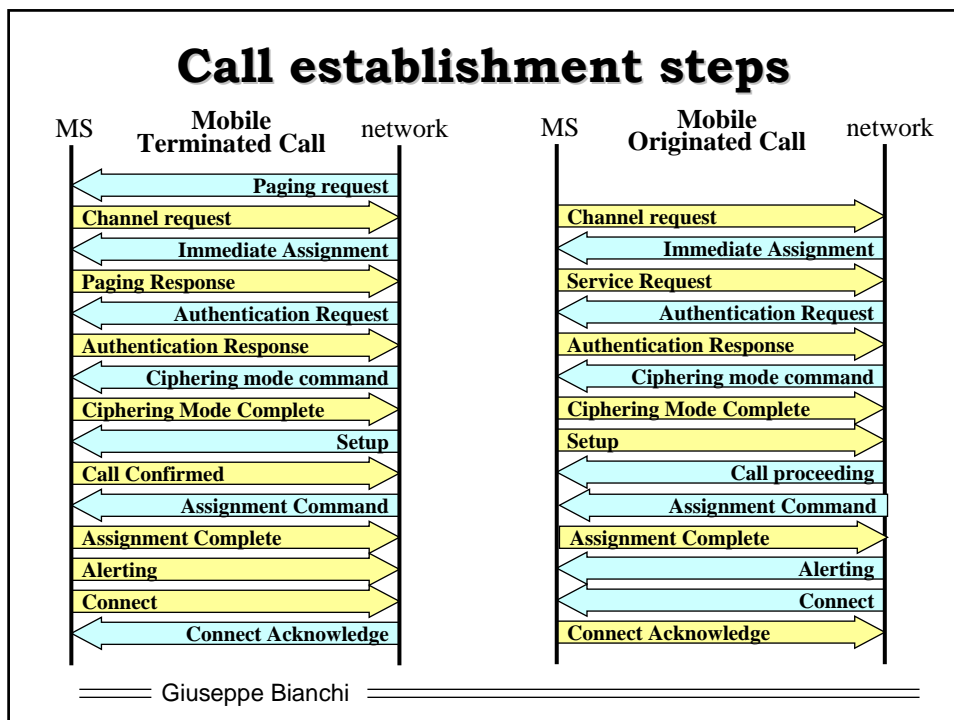 Call establishment steps
MS
Mobile
Terminated Call
network
Paging request
Channel request
Immediate Assignment
Paging Response
Authentication Request
Authentication Response
Ciphering mode command
Ciphering Mode Complete
Setup
Call Confirmed
Assignment Command
Assignment Complete
Alerting
Connect
Connect Acknowledge
MS
Mobile
Originated Call
network
Channel request
Immediate Assignment
Service Request
Authentication Request
Authentication Response
Ciphering mode command
Ciphering Mode Complete
Setup
Call proceeding
Assignment Command
Assignment Complete
Alerting
Connect
Connect Acknowledge
Giuseppe Bianchi